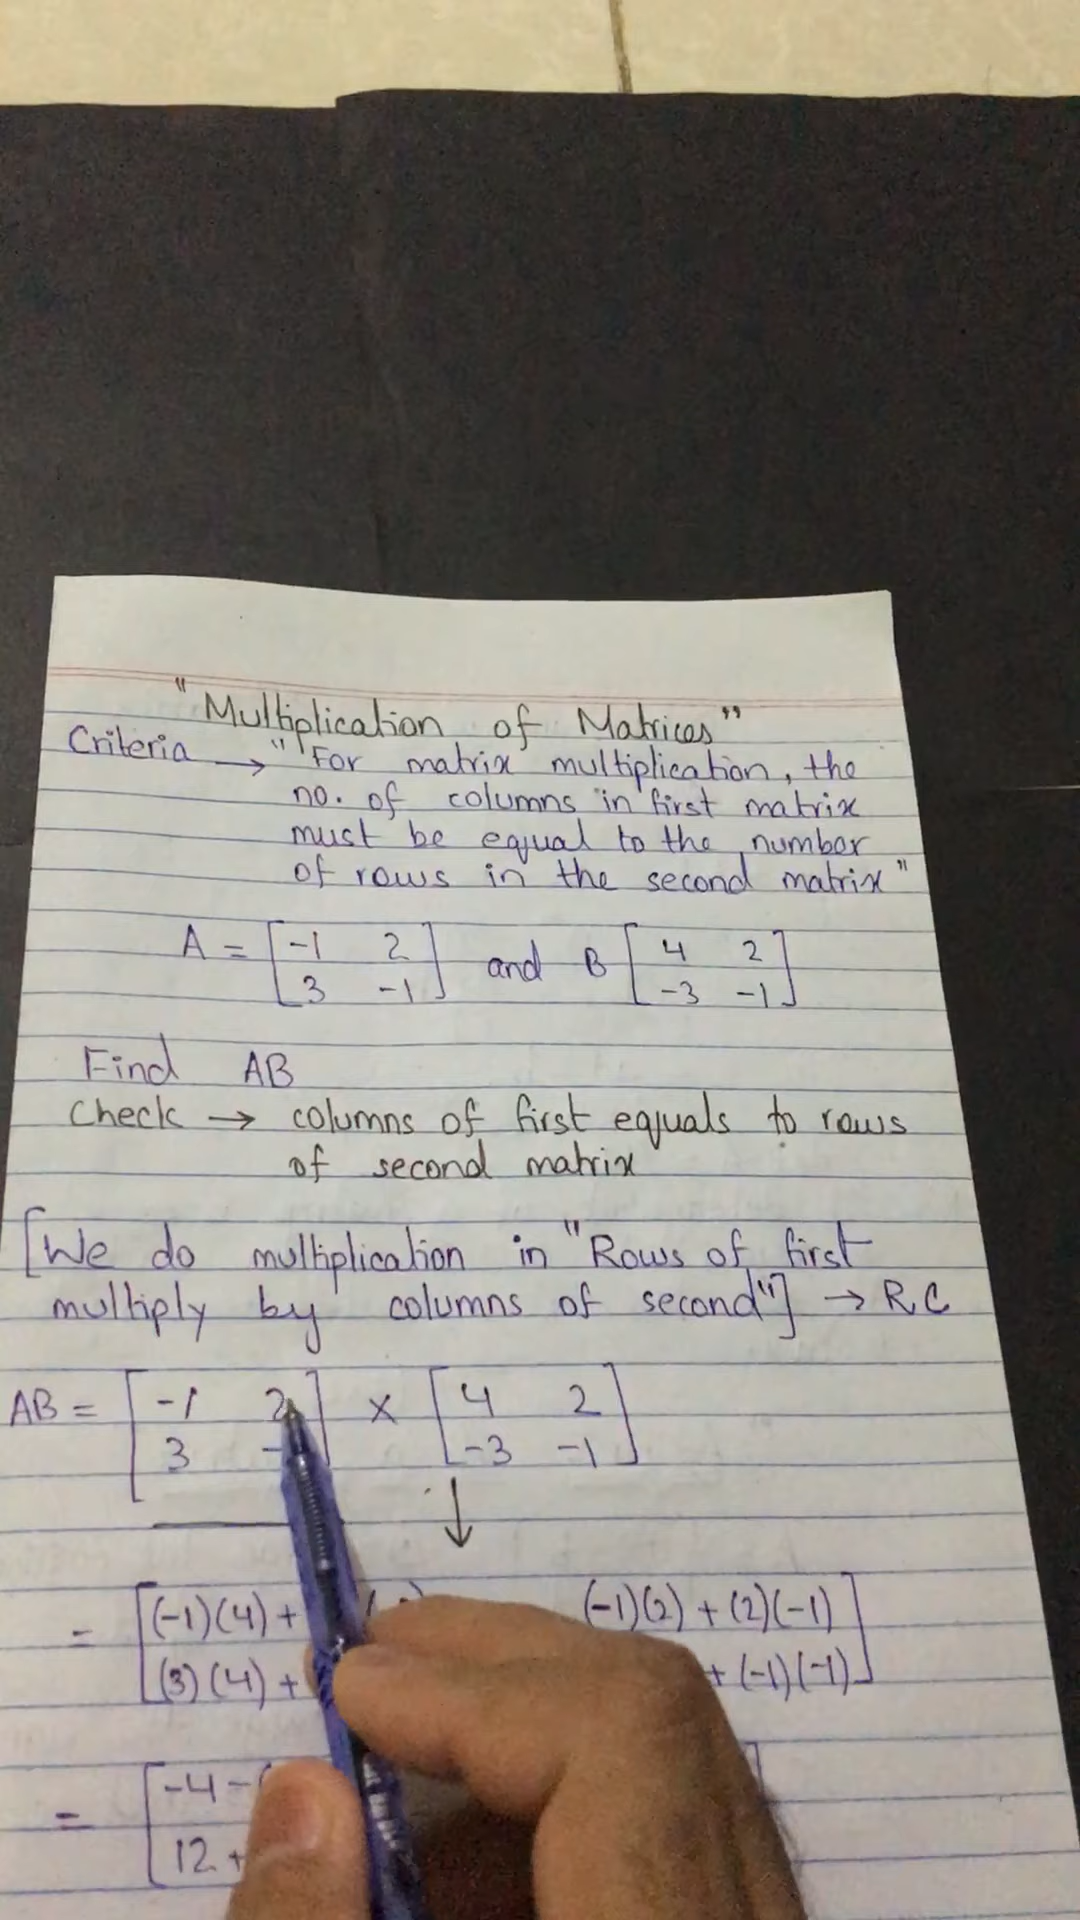 "Multiplication of Matrices"
Criteria → "For matrix multiplication, the
no. of columns in first matrix
must be equal to the number
of rows in the second matrix"
A = [-1 2
3 -1] and B [4 2
-3 -1]
Find AB
Check → columns of first equals to rows
of second matrix
[We do multiplication in "Rows of first
multiply by columns of second"] → RC
AB = [-1 2
3 -] × [4 2
-3 -1]
↓
= [(-1)(4) + (-1)(2) + (2)(-1)
(3)(4) + + (-1)(-1)]
= [-4 -
12 +